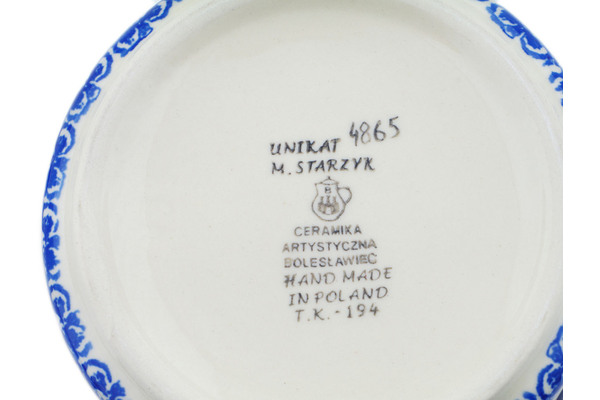 UNIKAT 4865
M. STARZYK
B
CERAMIKA
ARTYSTYCZNA
BOLESŁAWIEC
HAND MADE
IN POLAND
T.K.-194